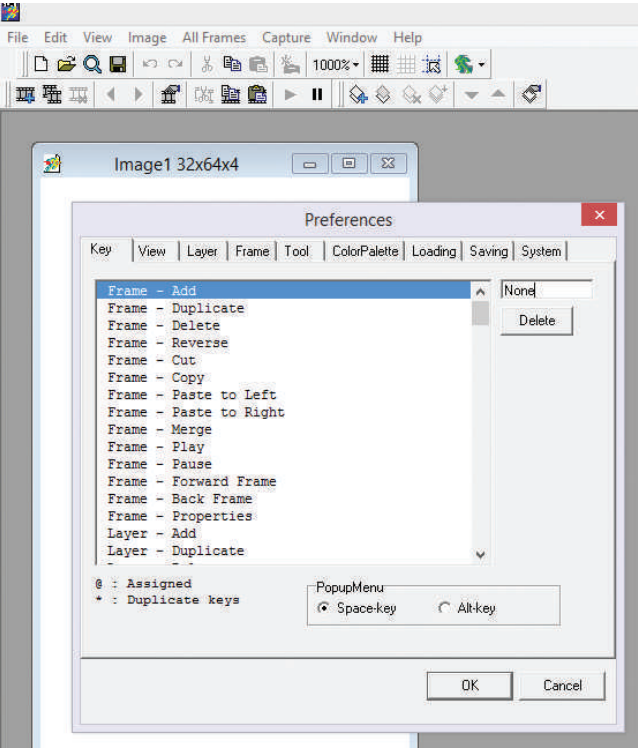 File Edit View Image All Frames Capture Window Help
1000%
Image1 32x64x4
Preferences
Key View Layer Frame Tool ColorPalette Loading Saving System
Frame - Add
None
Frame - Duplicate
Delete
Frame - Delete
Frame - Reverse
Frame - Cut
Frame - Copy
Frame - Paste to Left
Frame - Paste to Right
Frame - Merge
Frame - Play
Frame - Pause
Frame - Forward Frame
Frame - Back Frame
Frame - Properties
Layer - Add
Layer - Duplicate
@ : Assigned
* : Duplicate keys
PopupMenu
Space-key Alt-key
OK Cancel